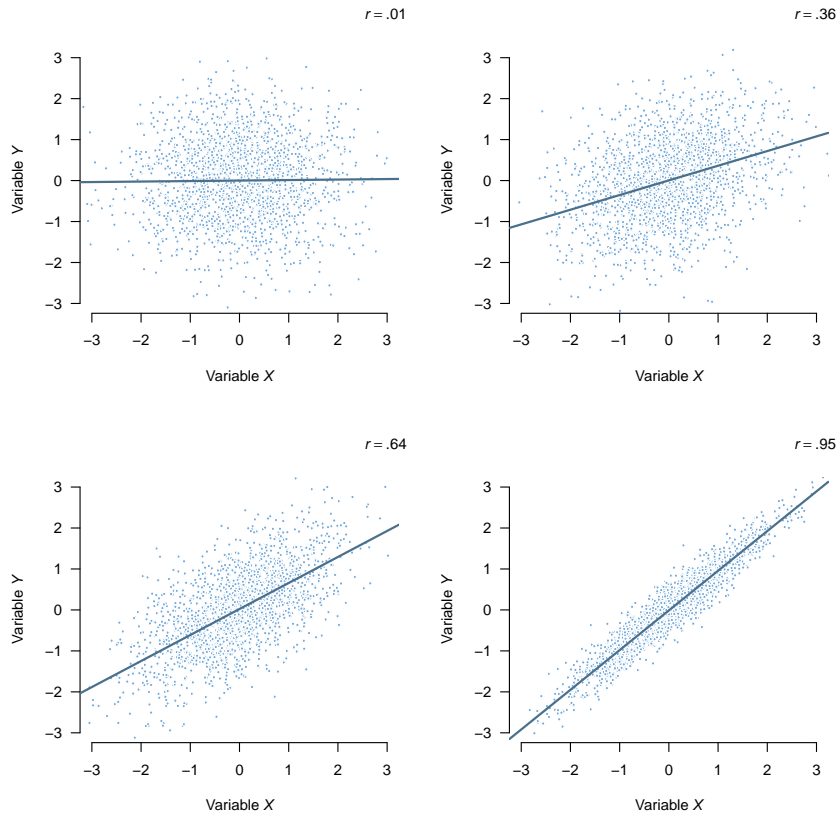 r = .01
3
2
1
0
−1
−2
−3
Variable Y
−3 −2 −1 0 1 2 3
Variable X
r = .36
3
2
1
0
−1
−2
−3
Variable Y
−3 −2 −1 0 1 2 3
Variable X
r = .64
3
2
1
0
−1
−2
−3
Variable Y
−3 −2 −1 0 1 2 3
Variable X
r = .95
3
2
1
0
−1
−2
−3
Variable Y
−3 −2 −1 0 1 2 3
Variable X